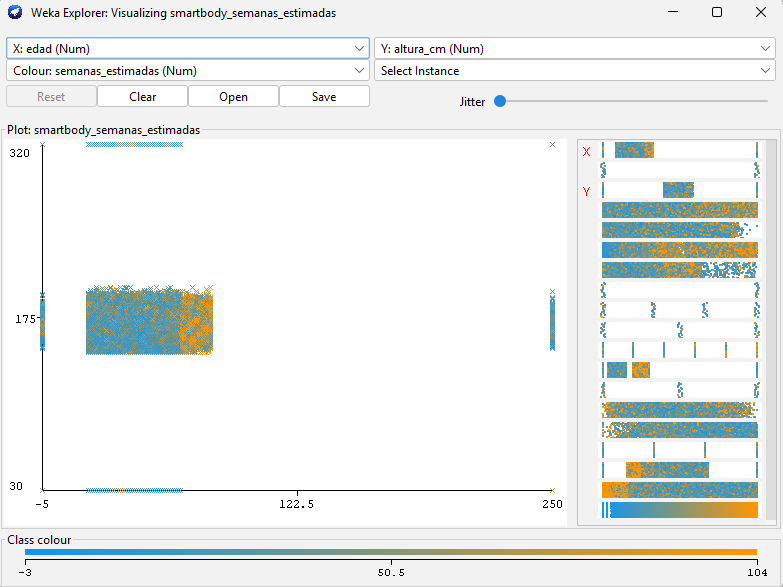 Weka Explorer: Visualizing smartbody_semanas_estimadas
X: edad (Num)
Y: altura_cm (Num)
Colour: semanas_estimadas (Num)
Select Instance
Reset
Clear
Open
Save
Jitter
Plot: smartbody_semanas_estimadas
320
175
30
-5
122.5
250
X
Y
Class colour
-3
50.5
104